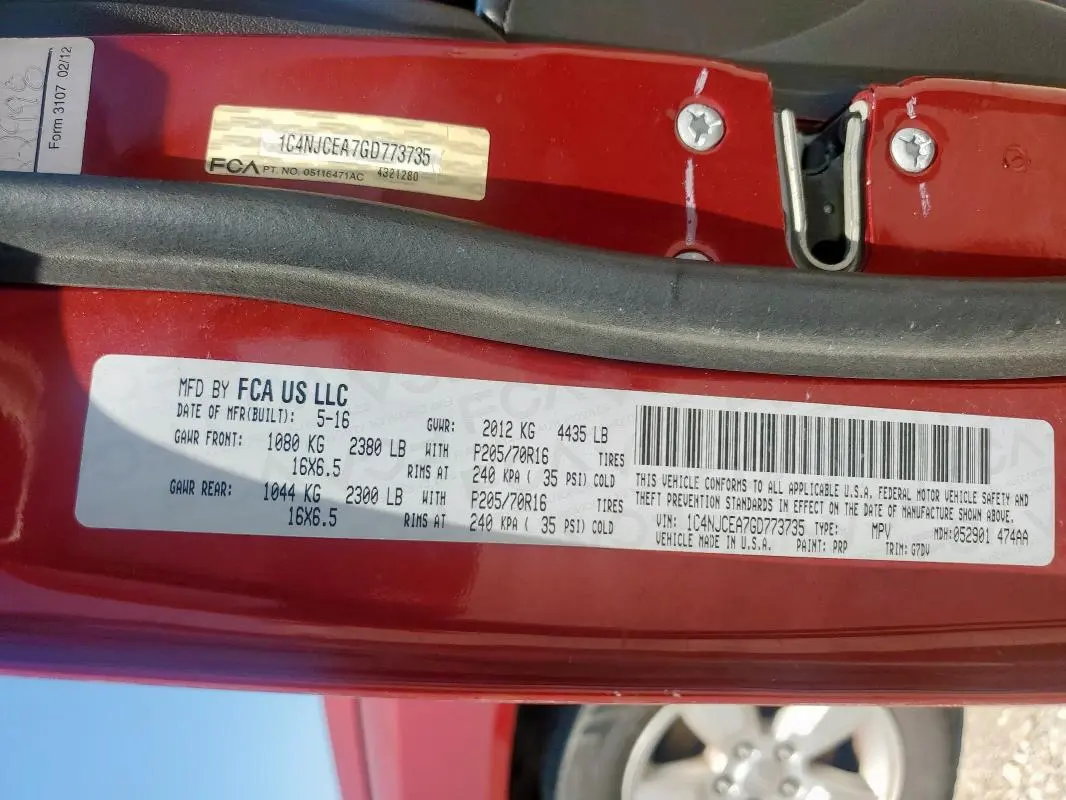 Form 3107 02/12
1C4NJCEA7GD773735
FCA PT. NO. 05116471AC 4321280
MFD BY FCA US LLC
DATE OF MFR(BUILT): 5-16 GVWR: 2012 KG 4435 LB
GAWR FRONT: 1080 KG 2380 LB WITH P205/70R16 TIRES
16X6.5 RIMS AT 240 KPA ( 35 PSI) COLD
GAWR REAR: 1044 KG 2300 LB WITH P205/70R16 TIRES
16X6.5 RIMS AT 240 KPA ( 35 PSI) COLD
THIS VEHICLE CONFORMS TO ALL APPLICABLE U.S.A. FEDERAL MOTOR VEHICLE SAFETY AND
THEFT PREVENTION STANDARDS IN EFFECT ON THE DATE OF MANUFACTURE SHOWN ABOVE.
VIN: 1C4NJCEA7GD773735 TYPE: MPV MDH:052901 474AA
VEHICLE MADE IN U.S.A. PAINT: PRP TRIM: G7DV